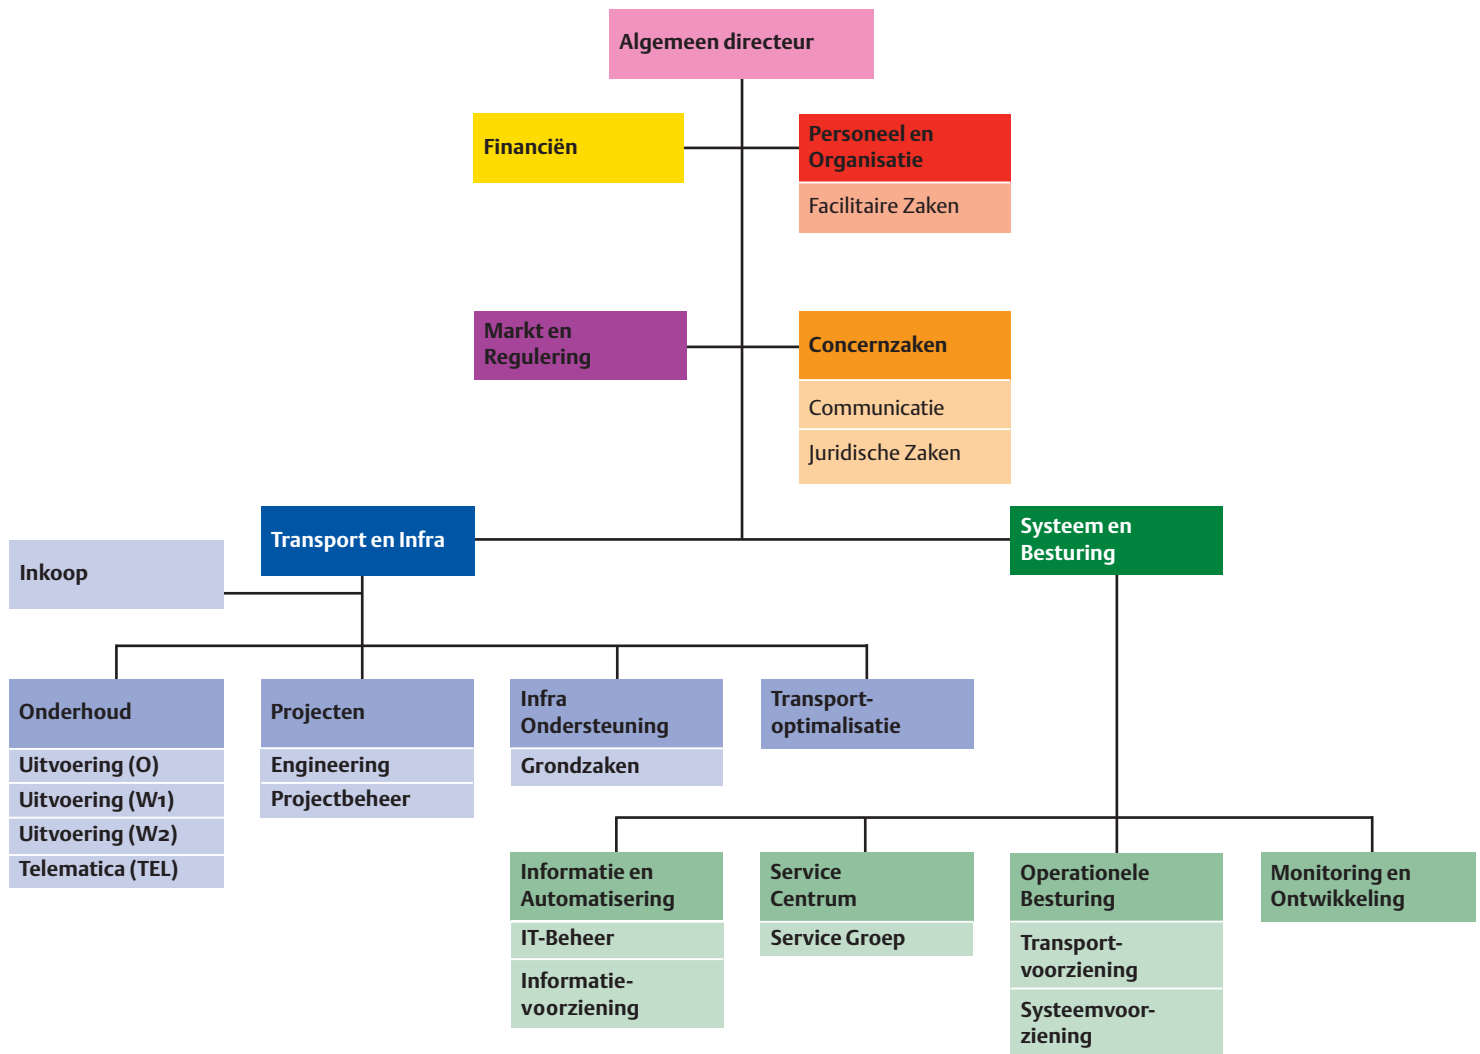 Algemeen directeur
Financiën
Personeel en
Organisatie
Facilitaire Zaken
Markt en
Regulering
Concernzaken
Communicatie
Juridische Zaken
Transport en Infra
Systeem en
Besturing
Inkoop
Onderhoud
Uitvoering (O)
Uitvoering (W1)
Uitvoering (W2)
Telematica (TEL)
Projecten
Engineering
Projectbeheer
Infra
Ondersteuning
Grondzaken
Transport-
optimalisatie
Informatie en
Automatisering
IT-Beheer
Informatie-
voorziening
Service
Centrum
Service Groep
Operationele
Besturing
Transport-
voorziening
Systeemvoor-
ziening
Monitoring en
Ontwikkeling